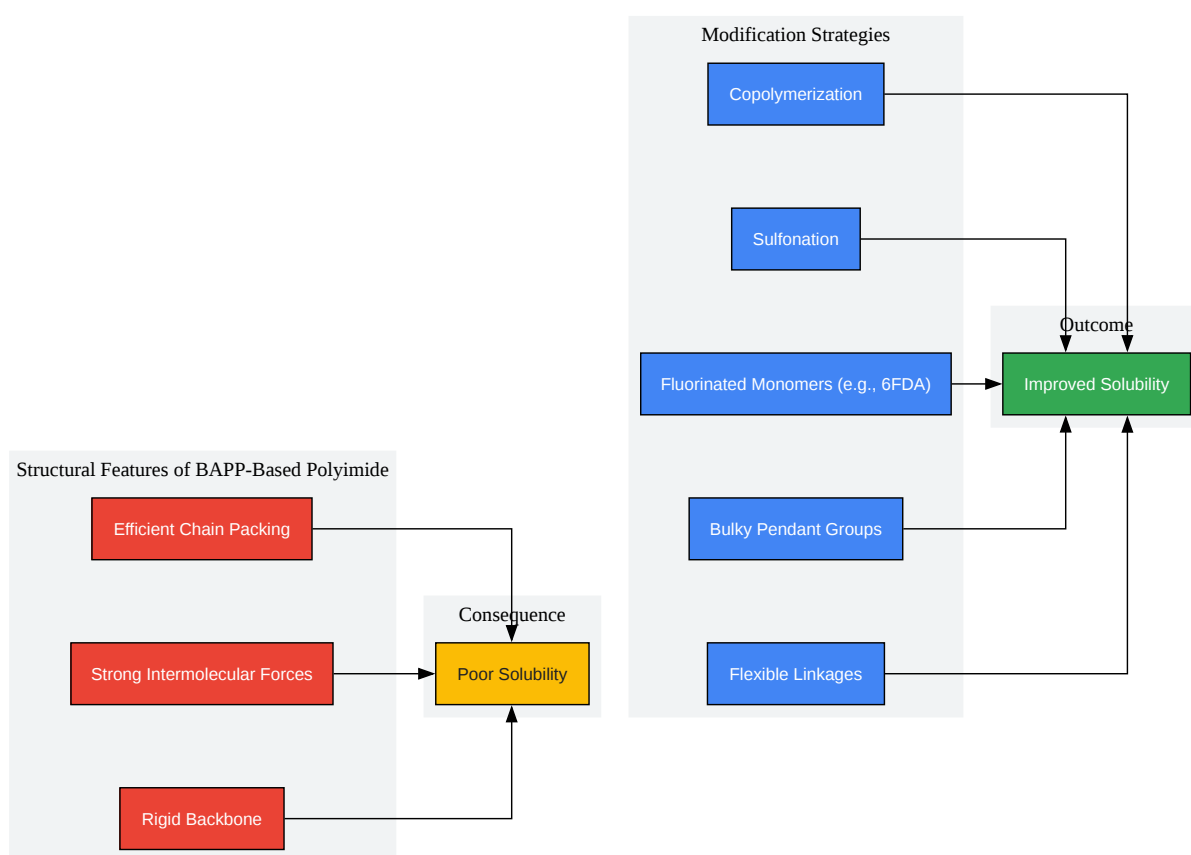 Modification Strategies
Copolymerization
Sulfonation
Outcome
Fluorinated Monomers (e.g., 6FDA)
Improved Solubility
Structural Features of BAPP-Based Polyimide
Efficient Chain Packing
Bulky Pendant Groups
Consequence
Strong Intermolecular Forces
Poor Solubility
Flexible Linkages
Rigid Backbone